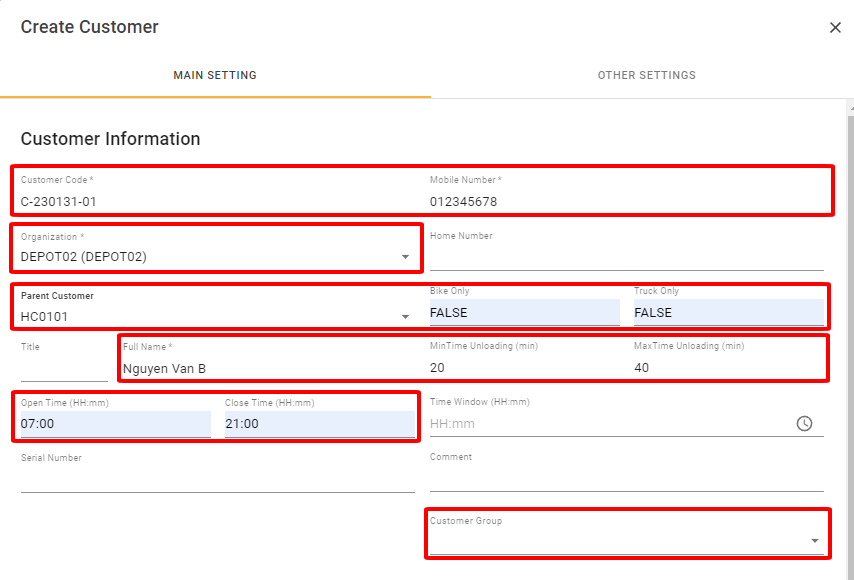 Create Customer
MAIN SETTING OTHER SETTINGS
Customer Information
Customer Code * Mobile Number *
C-230131-01 012345678
Organization * Home Number
DEPOT02 (DEPOT02)
Parent Customer Bike Only Truck Only
HC0101 FALSE FALSE
Title Full Name * MinTime Unloading (min) MaxTime Unloading (min)
Nguyen Van B 20 40
Open Time (HH:mm) Close Time (HH:mm) Time Window (HH:mm)
07:00 21:00 HH:mm
Serial Number Comment
Customer Group